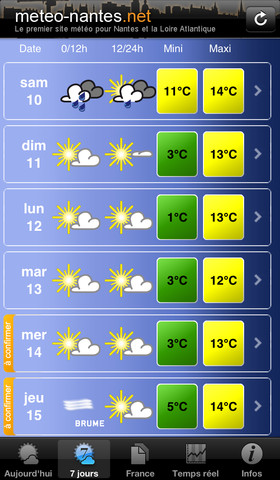 meteo-nantes.net
Le premier site météo pour Nantes et la Loire Atlantique
Date 0/12h 12/24h Mini Maxi
sam 10 11°C 14°C
dim 11 3°C 13°C
lun 12 1°C 13°C
mar 13 3°C 12°C
à confirmer mer 14 3°C 13°C
à confirmer jeu 15 BRUME 5°C 14°C
7
Aujourd'hui 7 jours France Temps réel Infos